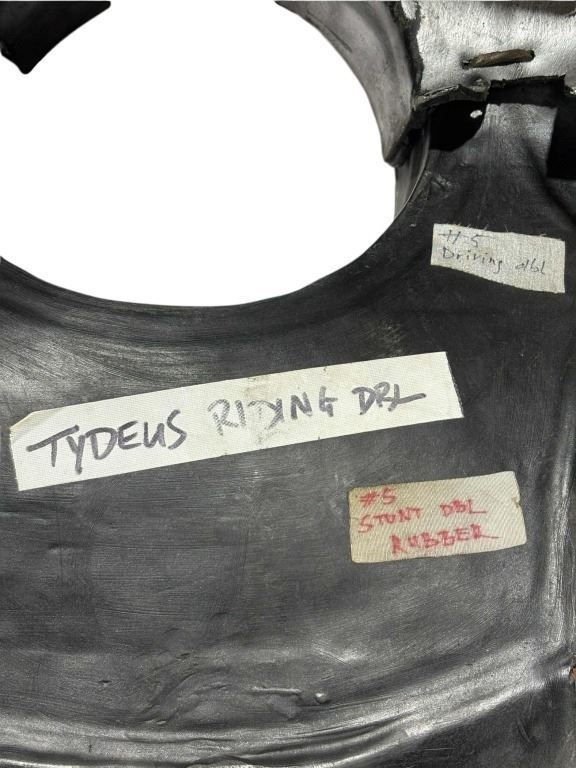 #5
Driving dbl
TYDEUS RIDING DBL
#5
STUNT DBL
RUBBER